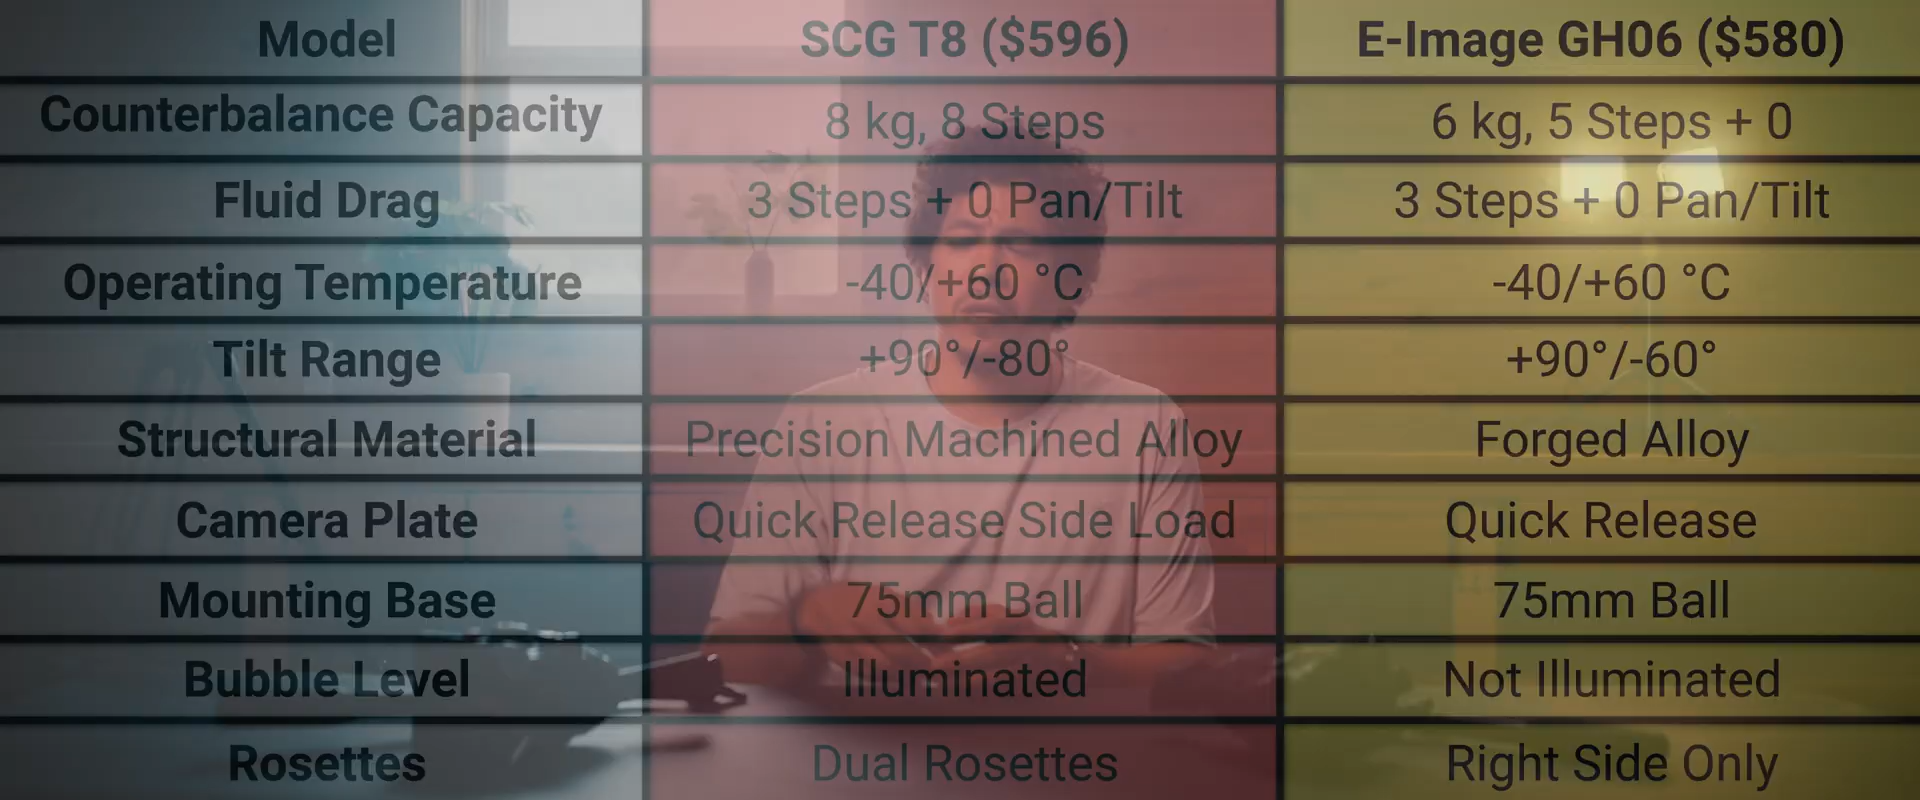 Model SCG T8 ($596) E-Image GH06 ($580)
Counterbalance Capacity 8 kg, 8 Steps 6 kg, 5 Steps + 0
Fluid Drag 3 Steps + 0 Pan/Tilt 3 Steps + 0 Pan/Tilt
Operating Temperature -40/+60 °C -40/+60 °C
Tilt Range +90°/-80° +90°/-60°
Structural Material Precision Machined Alloy Forged Alloy
Camera Plate Quick Release Side Load Quick Release
Mounting Base 75mm Ball 75mm Ball
Bubble Level Illuminated Not Illuminated
Rosettes Dual Rosettes Right Side Only